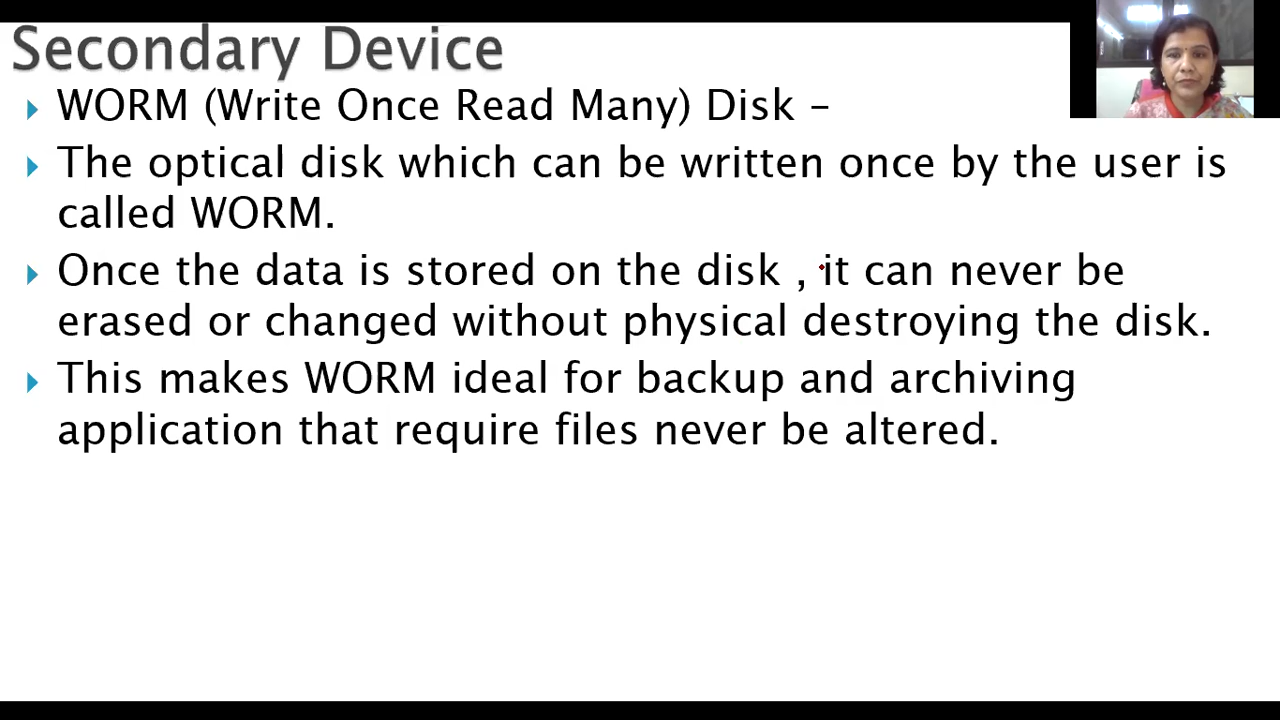 Secondary Device
WORM (Write Once Read Many) Disk –
The optical disk which can be written once by the user is
called WORM.
Once the data is stored on the disk , it can never be
erased or changed without physical destroying the disk.
This makes WORM ideal for backup and archiving
application that require files never be altered.